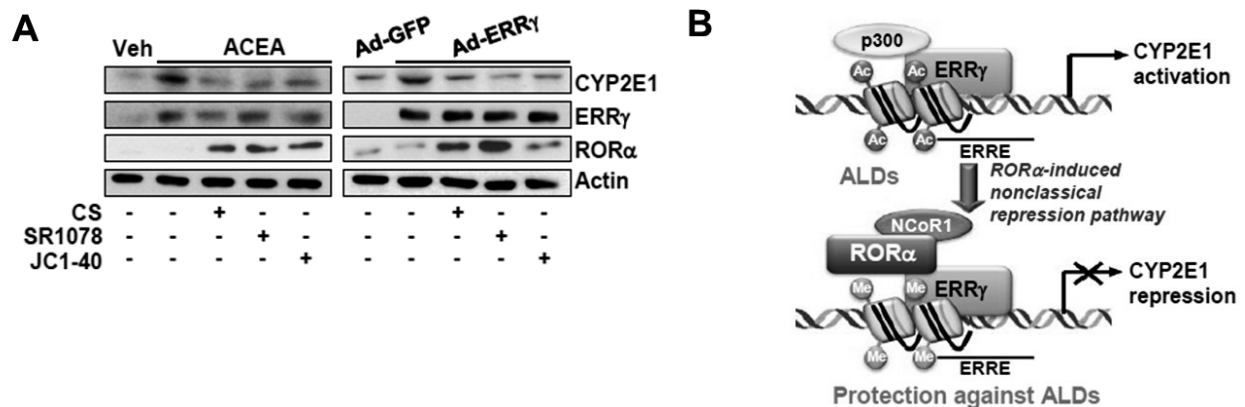 A
Veh ACEA Ad-GFP Ad-ERRγ
CYP2E1
ERRγ
RORα
Actin
CS - - + - - - - + - -
SR1078 - - - + - - - - + -
JC1-40 - - - - + - - - - +
B
p300
Ac Ac ERRγ
CYP2E1
activation
Ac Ac
ERRE
ALDs
RORα-induced
nonclassical
repression pathway
NCoR1
RORα
Me Me ERRγ
CYP2E1
repression
Me Me
ERRE
Protection against ALDs